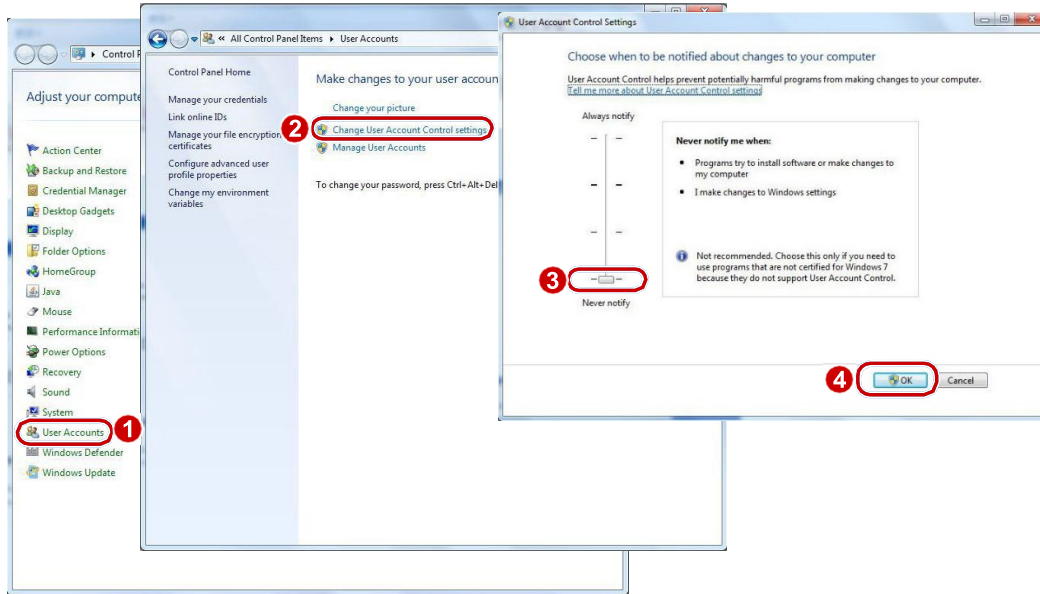 Control P
Adjust your compute
Action Center
Backup and Restore
Credential Manager
Desktop Gadgets
Display
Folder Options
HomeGroup
Java
Mouse
Performance Informati
Power Options
Recovery
Sound
System
User Accounts
1
Windows Defender
Windows Update
« All Control Panel Items ▸ User Accounts
Control Panel Home
Manage your credentials
Link online IDs
Manage your file encryption
certificates
Configure advanced user
profile properties
Change my environment
variables
Make changes to your user accoun
Change your picture
2
Change User Account Control settings
Manage User Accounts
To change your password, press Ctrl+Alt+Del
User Account Control Settings
Choose when to be notified about changes to your computer
User Account Control helps prevent potentially harmful programs from making changes to your computer.
Tell me more about User Account Control settings
Always notify
Never notify me when:
• Programs try to install software or make changes to
my computer
• I make changes to Windows settings
Not recommended. Choose this only if you need to
use programs that are not certified for Windows 7
because they do not support User Account Control.
3
Never notify
4
OK
Cancel